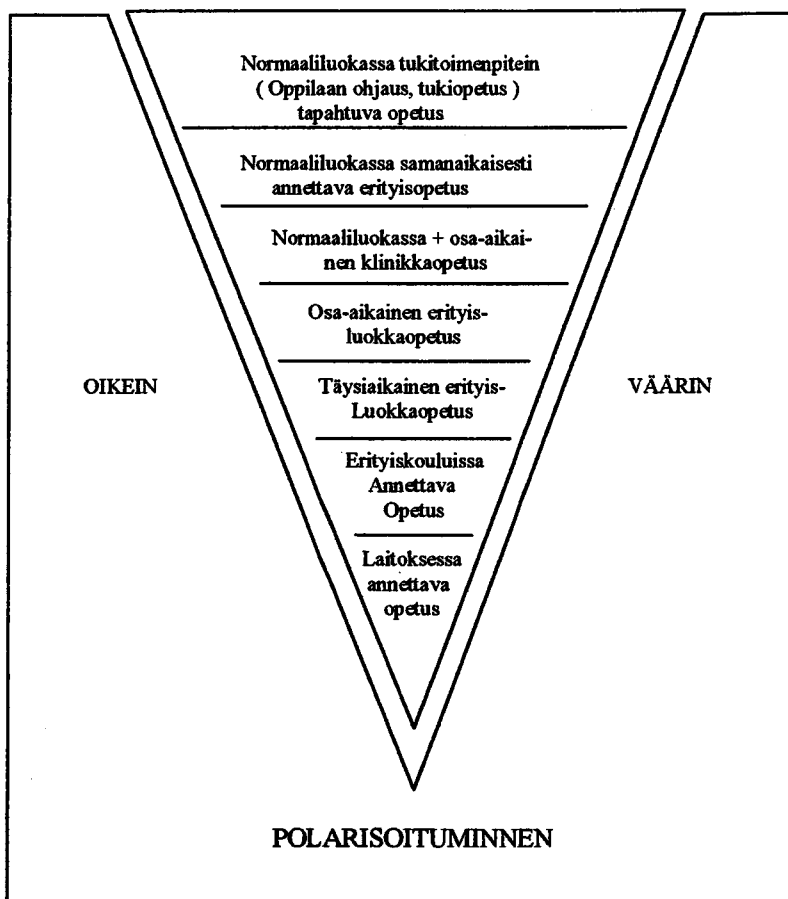 Normaaliluokassa tukitoimenpitein
( Oppilaan ohjaus, tukiopetus )
tapahtuva opetus
Normaaliluokassa samanaikaisesti
annettava erityisopetus
Normaaliluokassa + osa-aikai-
nen klinikkaopetus
Osa-aikainen erityis-
luokkaopetus
OIKEIN
Täysiaikainen erityis-
Luokkaopetus
VÄÄRIN
Erityiskouluissa
Annettava
Opetus
Laitoksessa
annettava
opetus
POLARISOITUMINNEN